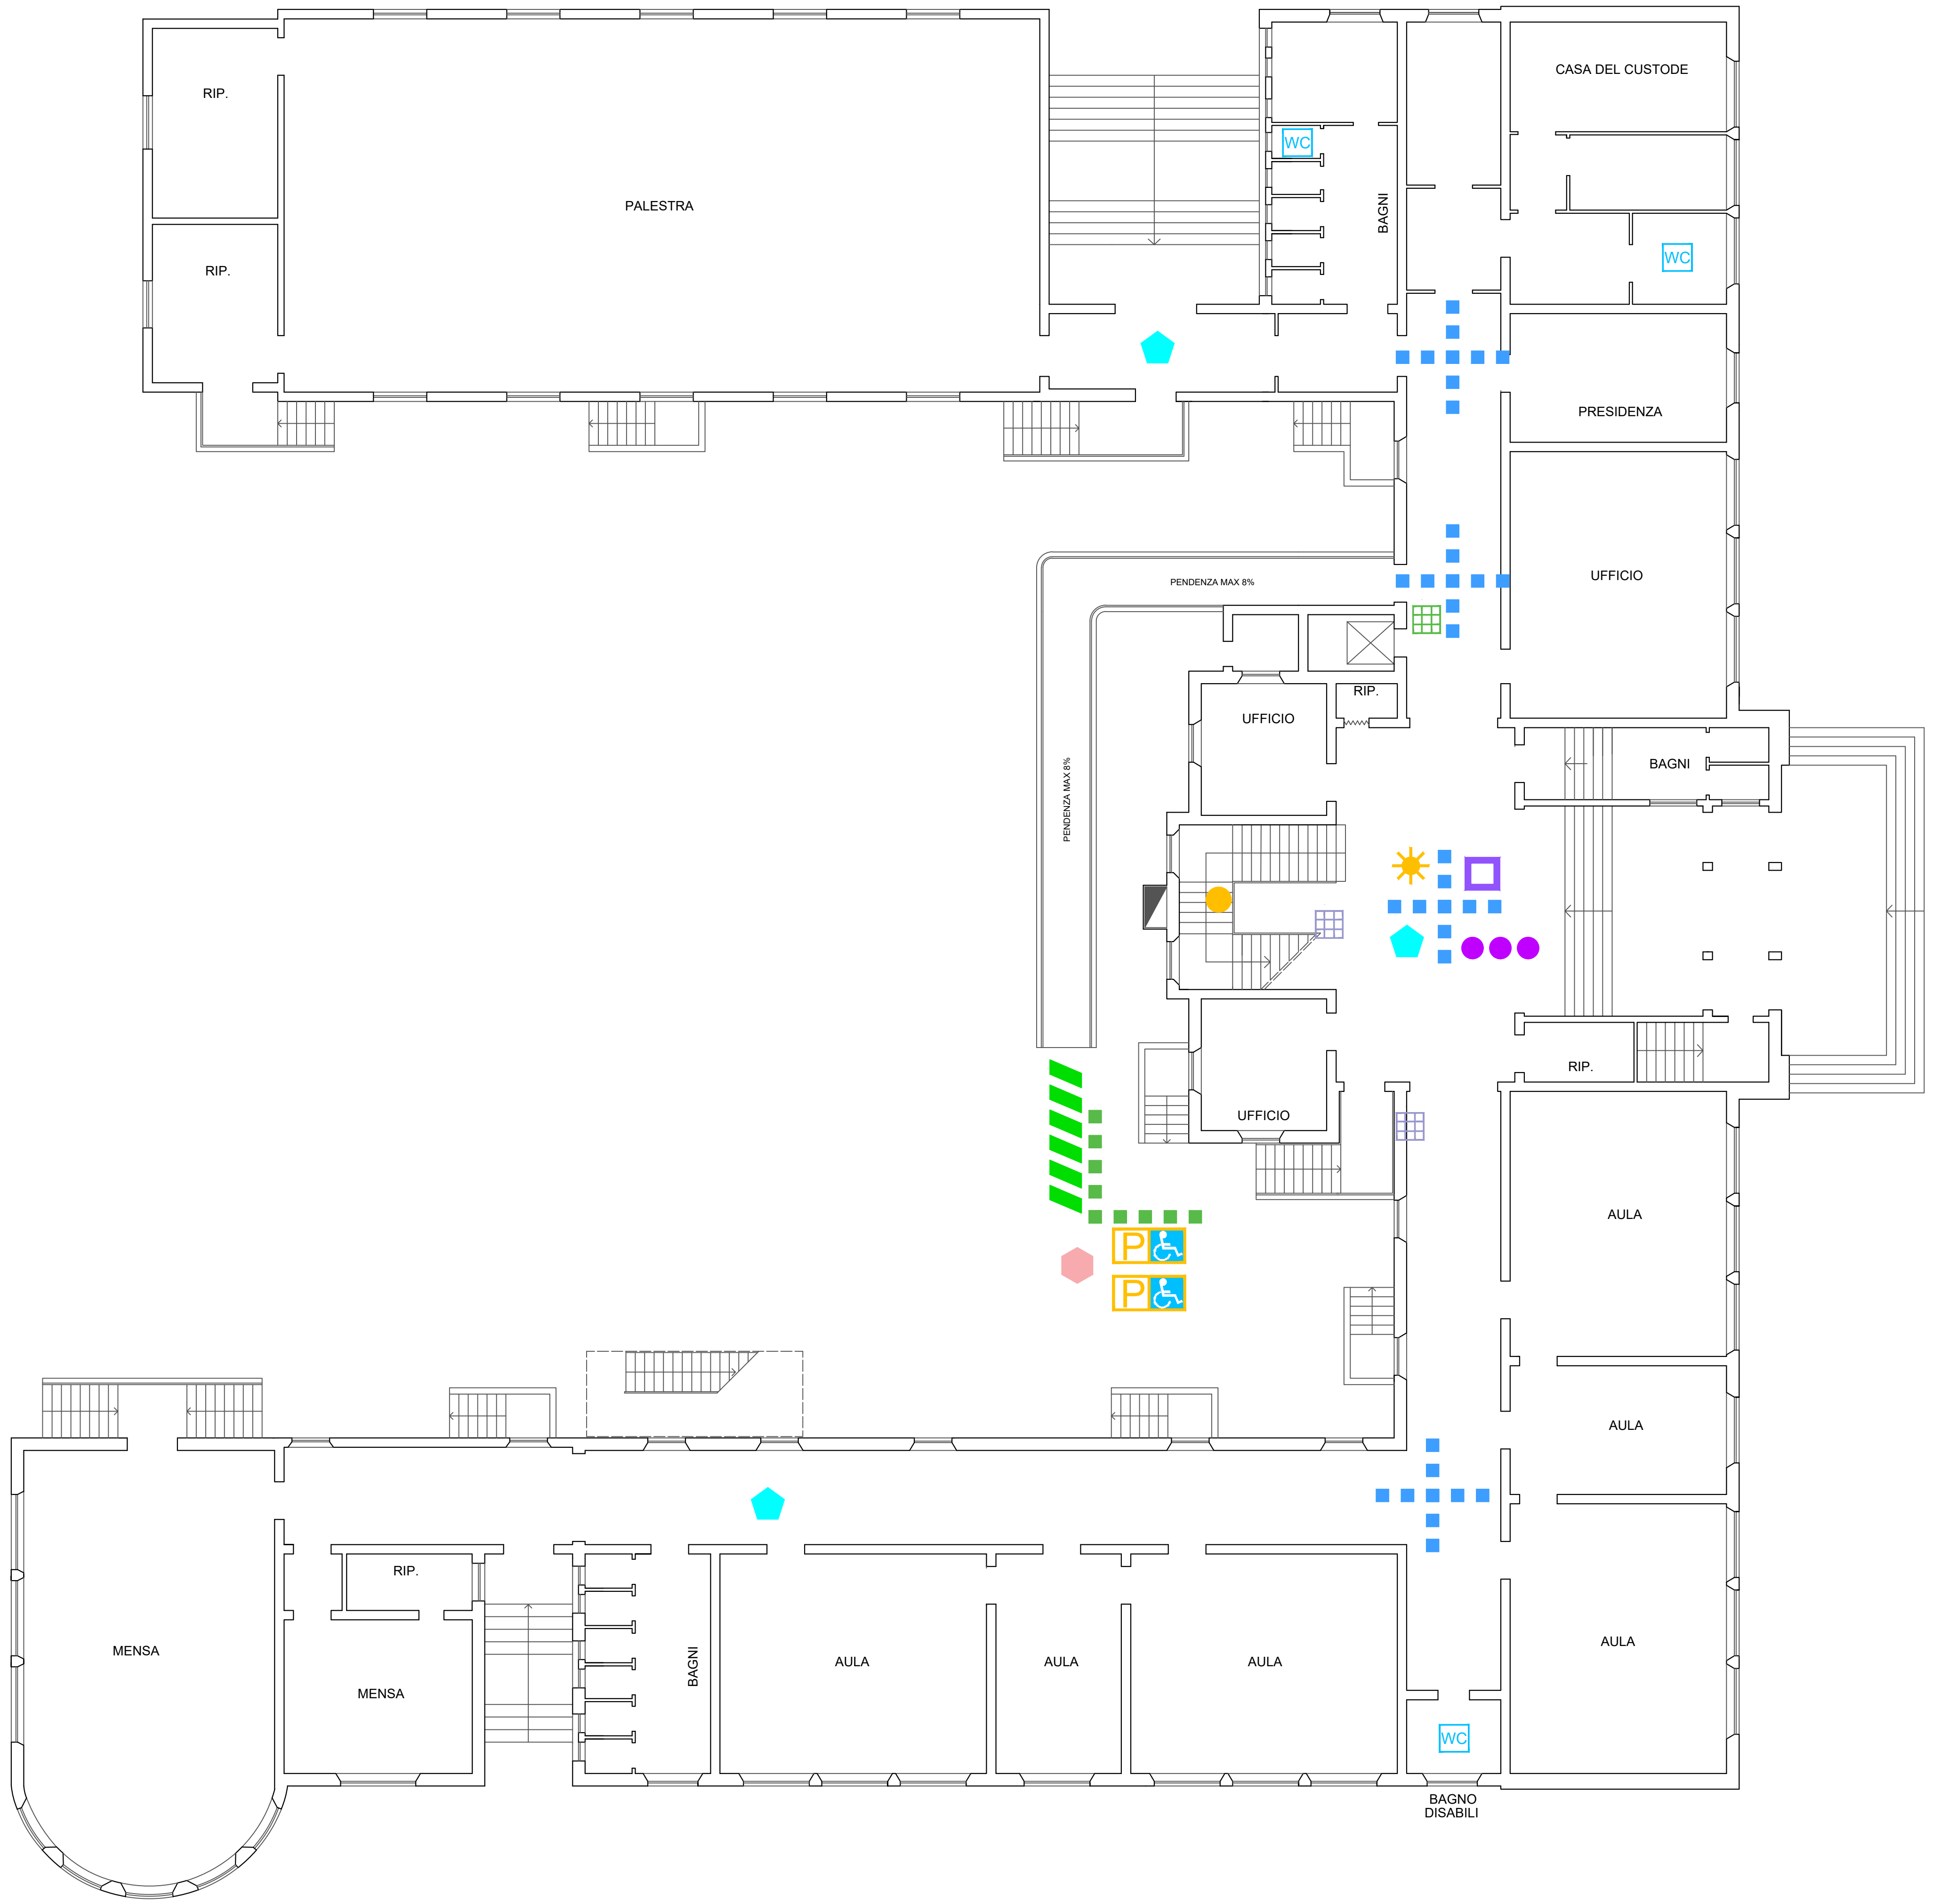 CASA DEL CUSTODE
RIP.
WC
PALESTRA
BAGNI
WC
RIP.
PRESIDENZA
UFFICIO
PENDENZA MAX 8%
RIP.
UFFICIO
BAGNI
PENDENZA MAX 8%
RIP.
UFFICIO
AULA
P
P
AULA
RIP.
MENSA
BAGNI
AULA
AULA
AULA
AULA
MENSA
WC
BAGNO
DISABILI